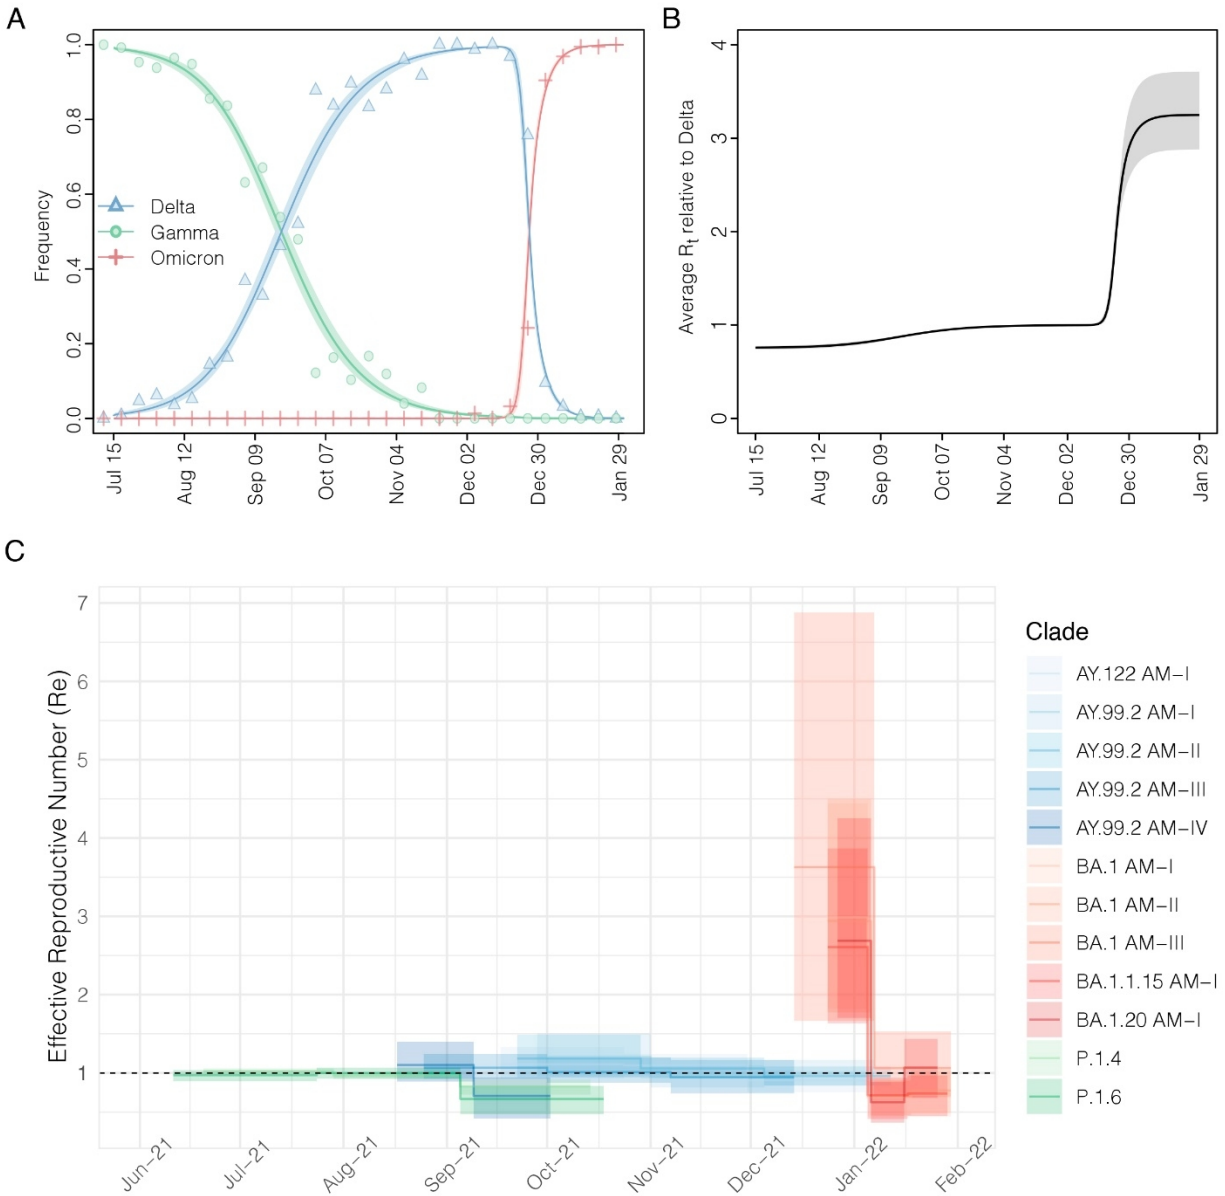 A
Frequency
0.0
0.2
0.4
0.6
0.8
1.0
Delta
Gamma
Omicron
Jul 15
Aug 12
Sep 09
Oct 07
Nov 04
Dec 02
Dec 30
Jan 29
B
Average Rt relative to Delta
4
3
2
1
0
Jul 15
Aug 12
Sep 09
Oct 07
Nov 04
Dec 02
Dec 30
Jan 29
C
Effective Reproductive Number (Re)
7
6
5
4
3
2
1
Jun-21
Jul-21
Aug-21
Sep-21
Oct-21
Nov-21
Dec-21
Jan-22
Feb-22
Clade
AY.122 AM-I
AY.99.2 AM-I
AY.99.2 AM-II
AY.99.2 AM-III
AY.99.2 AM-IV
BA.1 AM-I
BA.1 AM-II
BA.1 AM-III
BA.1.1.15 AM-I
BA.1.20 AM-I
P.1.4
P.1.6